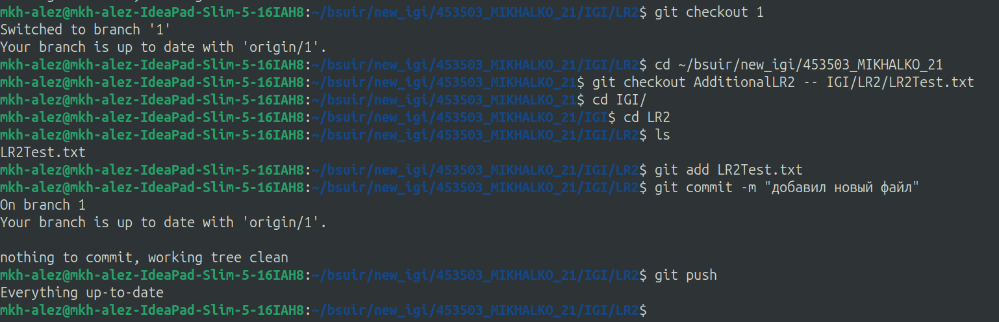 mkh-alez@mkh-alez-IdeaPad-Slim-5-16IAH8:~/bsuir/new_igi/453503_MIKHALKO_21/IGI/LR2$ git checkout 1
Switched to branch '1'
Your branch is up to date with 'origin/1'.
mkh-alez@mkh-alez-IdeaPad-Slim-5-16IAH8:~/bsuir/new_igi/453503_MIKHALKO_21/IGI/LR2$ cd ~/bsuir/new_igi/453503_MIKHALKO_21
mkh-alez@mkh-alez-IdeaPad-Slim-5-16IAH8:~/bsuir/new_igi/453503_MIKHALKO_21$ git checkout AdditionalLR2 -- IGI/LR2/LR2Test.txt
mkh-alez@mkh-alez-IdeaPad-Slim-5-16IAH8:~/bsuir/new_igi/453503_MIKHALKO_21$ cd IGI/
mkh-alez@mkh-alez-IdeaPad-Slim-5-16IAH8:~/bsuir/new_igi/453503_MIKHALKO_21/IGI$ cd LR2
mkh-alez@mkh-alez-IdeaPad-Slim-5-16IAH8:~/bsuir/new_igi/453503_MIKHALKO_21/IGI/LR2$ ls
LR2Test.txt
mkh-alez@mkh-alez-IdeaPad-Slim-5-16IAH8:~/bsuir/new_igi/453503_MIKHALKO_21/IGI/LR2$ git add LR2Test.txt
mkh-alez@mkh-alez-IdeaPad-Slim-5-16IAH8:~/bsuir/new_igi/453503_MIKHALKO_21/IGI/LR2$ git commit -m "добавил новый файл"
On branch 1
Your branch is up to date with 'origin/1'.
nothing to commit, working tree clean
mkh-alez@mkh-alez-IdeaPad-Slim-5-16IAH8:~/bsuir/new_igi/453503_MIKHALKO_21/IGI/LR2$ git push
Everything up-to-date
mkh-alez@mkh-alez-IdeaPad-Slim-5-16IAH8:~/bsuir/new_igi/453503_MIKHALKO_21/IGI/LR2$